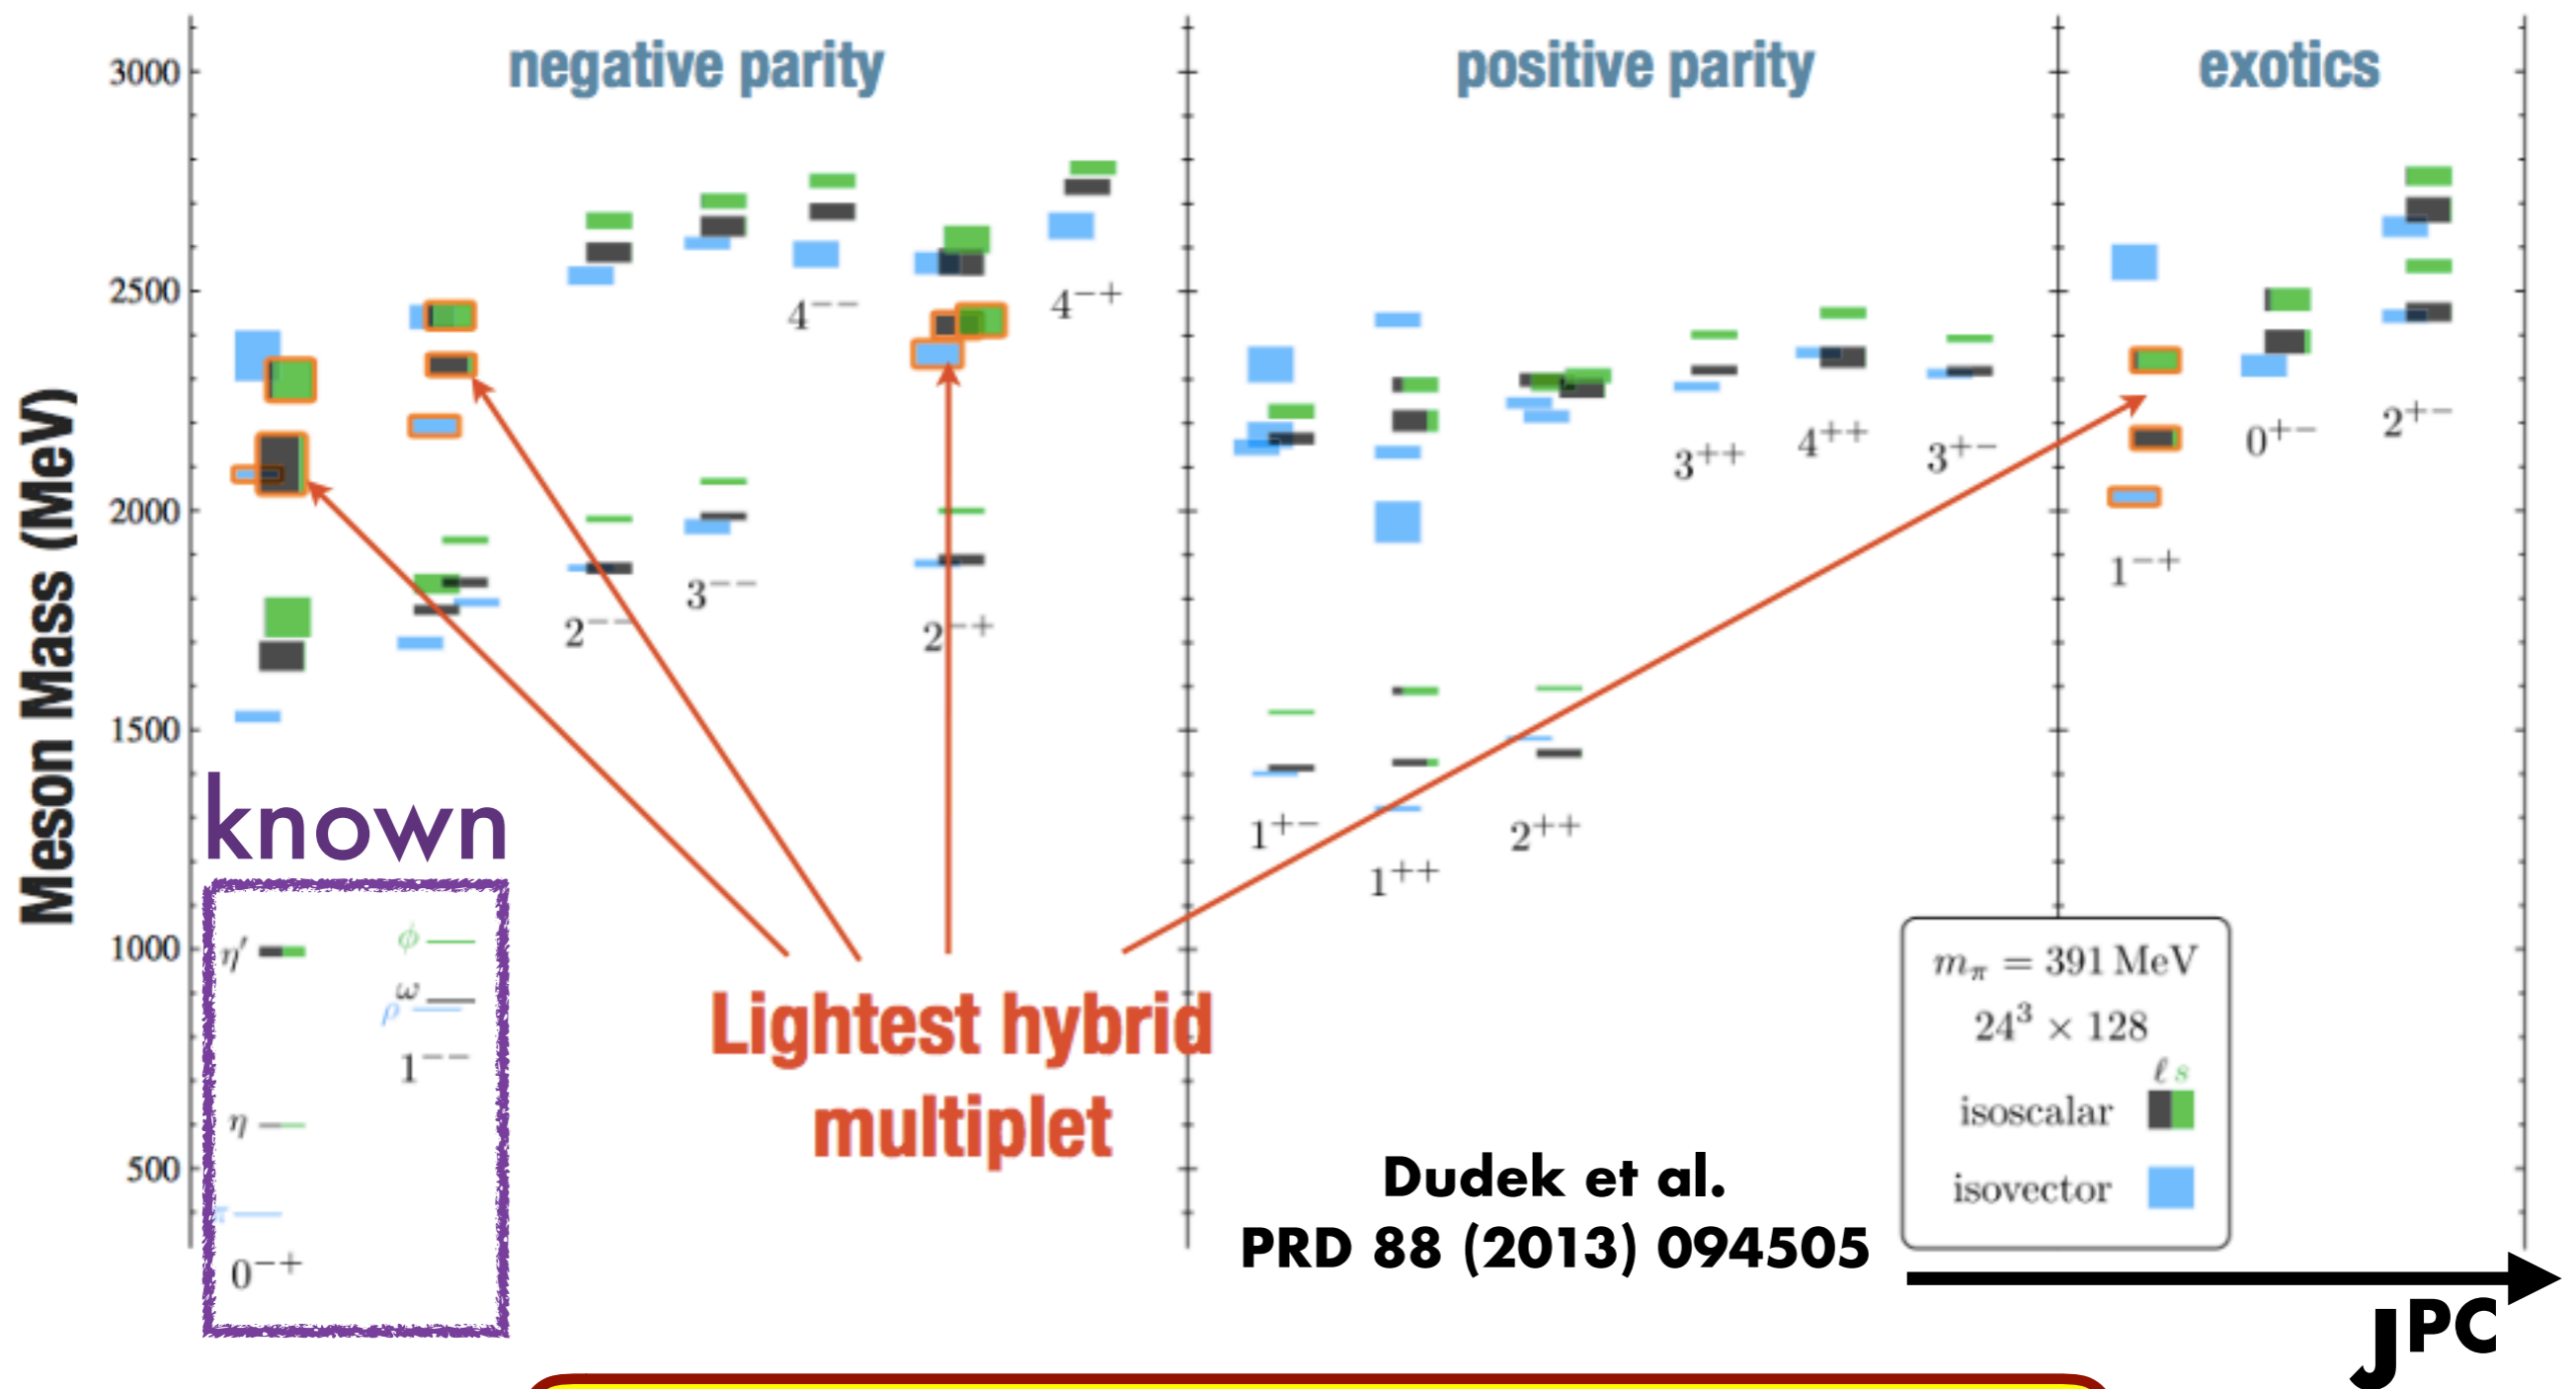 negative parity
positive parity
exotics
Meson Mass (MeV)
3000
2500
2000
1500
1000
500
4⁻⁻
4⁻⁺
2⁻⁻
3⁻⁻
2⁻⁺
3⁺⁺
4⁺⁺
3⁺⁻
0⁺⁻
2⁺⁻
1⁻⁺
1⁺⁻
1⁺⁺
2⁺⁺
known
η′
ϕ
ω
ρ
1⁻⁻
η
π
0⁻⁺
Lightest hybrid
multiplet
Dudek et al.
PRD 88 (2013) 094505
mπ = 391 MeV
24³ × 128
ℓ s
isoscalar
isovector
JPC